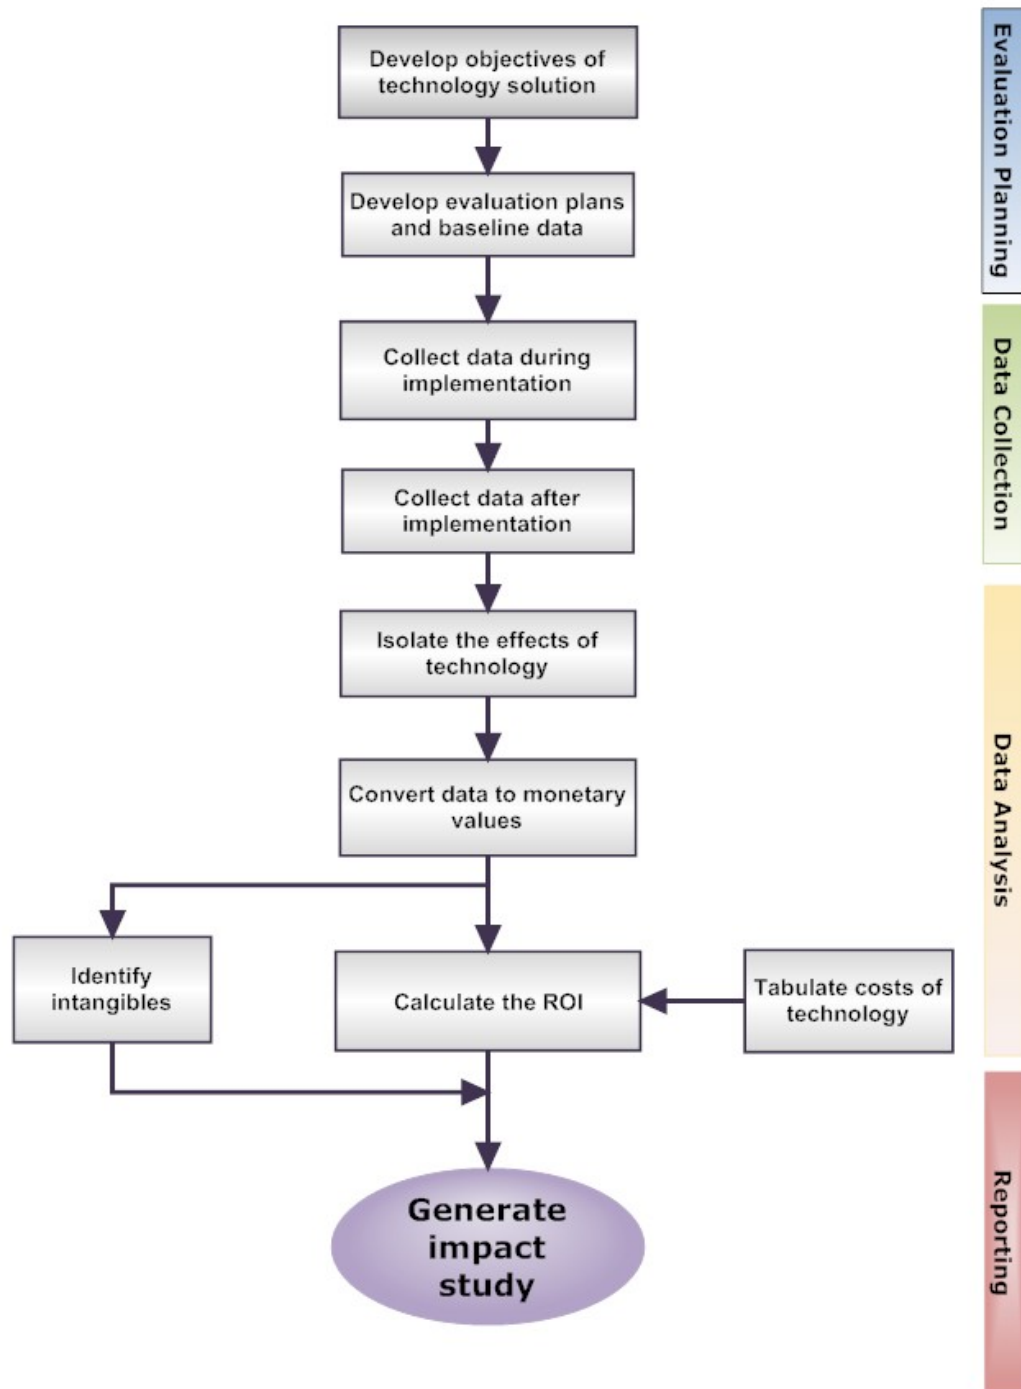 Develop objectives of
technology solution
Develop evaluation plans
and baseline data
Collect data during
implementation
Collect data after
implementation
Isolate the effects of
technology
Convert data to monetary
values
Identify
intangibles
Calculate the ROI
Tabulate costs of
technology
Generate
impact
study
Evaluation Planning
Data Collection
Data Analysis
Reporting